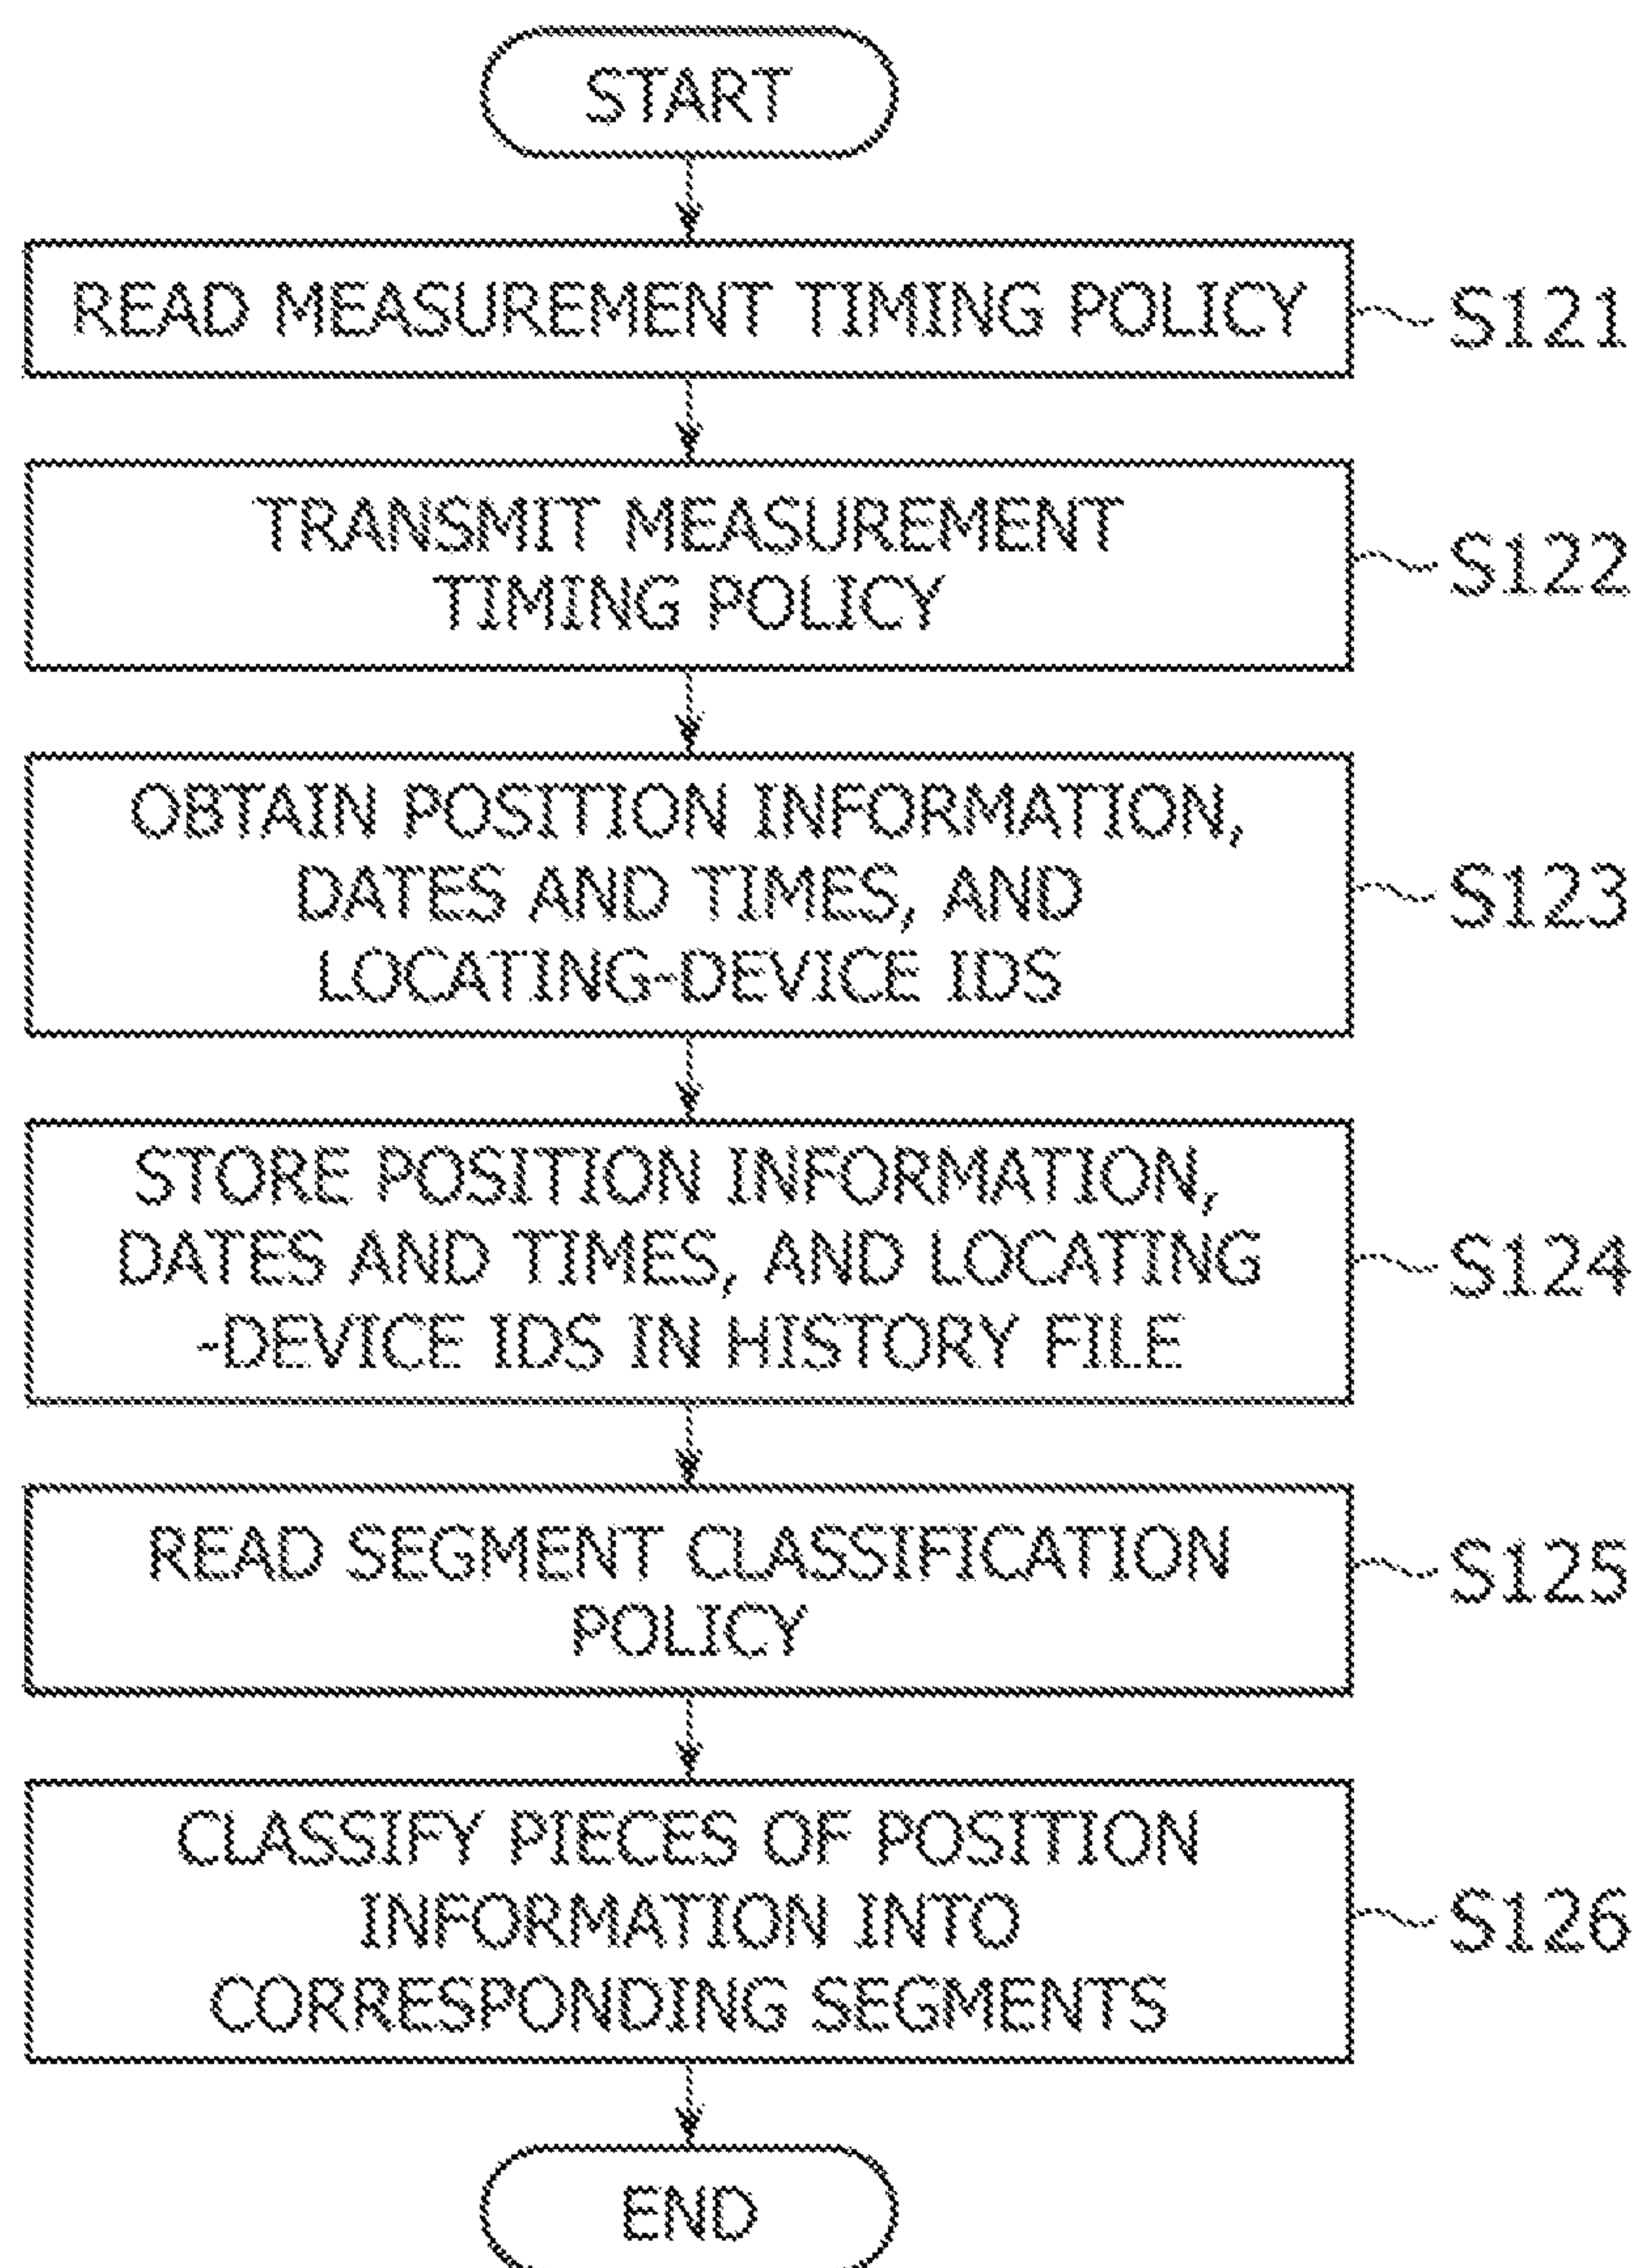 START
READ MEASUREMENT TIMING POLICY
S121
TRANSMIT MEASUREMENT
TIMING POLICY
S122
OBTAIN POSITION INFORMATION,
DATES AND TIMES, AND
LOCATING-DEVICE IDS
S123
STORE POSITION INFORMATION,
DATES AND TIMES, AND LOCATING
-DEVICE IDS IN HISTORY FILE
S124
READ SEGMENT CLASSIFICATION
POLICY
S125
CLASSIFY PIECES OF POSITION
INFORMATION INTO
CORRESPONDING SEGMENTS
S126
END